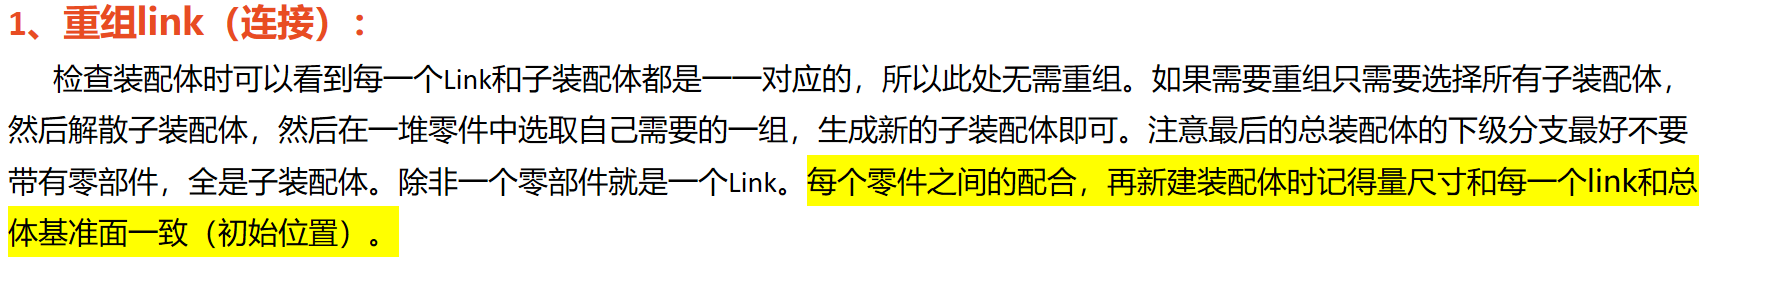 1、重组link（连接）：
检查装配体时可以看到每一个Link和子装配体都是一一对应的，所以此处无需重组。如果需要重组只需要选择所有子装配体，
然后解散子装配体，然后在一堆零件中选取自己需要的一组，生成新的子装配体即可。注意最后的总装配体的下级分支最好不要
带有零部件，全是子装配体。除非一个零部件就是一个Link。每个零件之间的配合，再新建装配体时记得量尺寸和每一个link和总
体基准面一致（初始位置）。